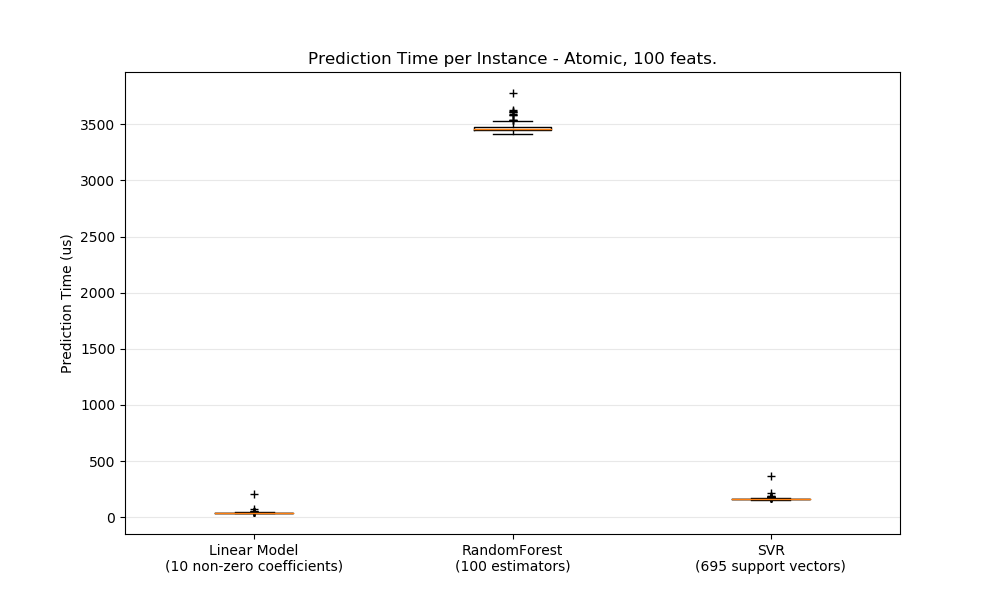 Prediction Time per Instance - Atomic, 100 feats.
Prediction Time (us)
3500
3000
2500
2000
1500
1000
500
0
Linear Model
(10 non-zero coefficients)
RandomForest
(100 estimators)
SVR
(695 support vectors)